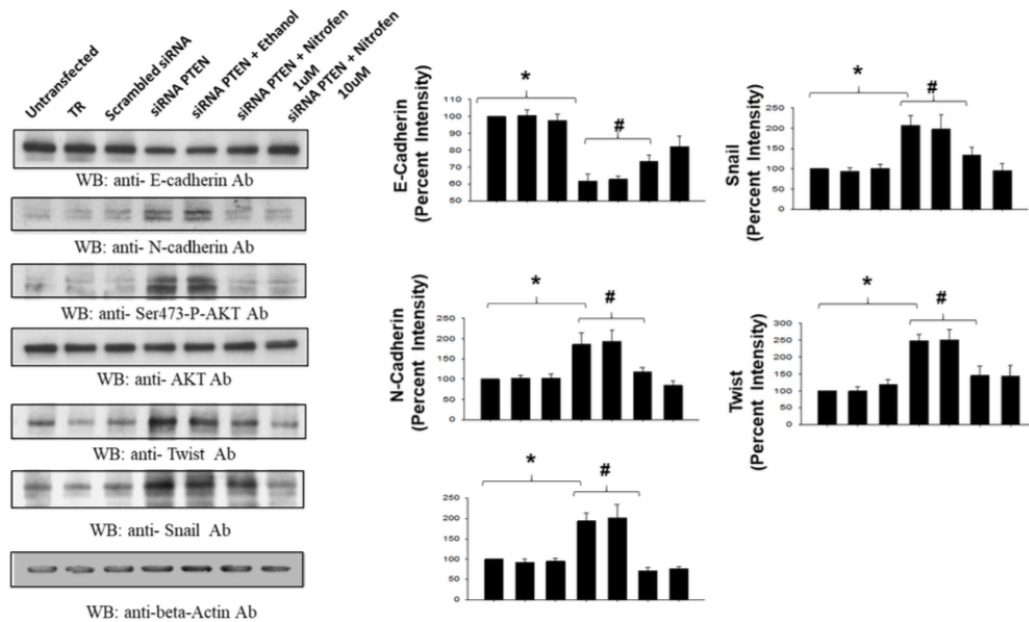 Untransfected
TR
Scrambled siRNA
siRNA PTEN
siRNA PTEN + Ethanol
siRNA PTEN + Nitrofen
1uM
siRNA PTEN + Nitrofen
10uM
WB: anti- E-cadherin Ab
WB: anti- N-cadherin Ab
WB: anti- Ser473-P-AKT Ab
WB: anti- AKT Ab
WB: anti- Twist Ab
WB: anti- Snail Ab
WB: anti-beta-Actin Ab
E-Cadherin
(Percent Intensity)
110
100
90
80
70
60
50
*
#
Snail
(Percent Intensity)
250
200
150
100
50
0
*
#
N-Cadherin
(Percent Intensity)
250
200
150
100
50
0
*
#
Twist
(Percent Intensity)
300
250
200
150
100
50
0
*
#
250
200
150
100
50
0
*
#